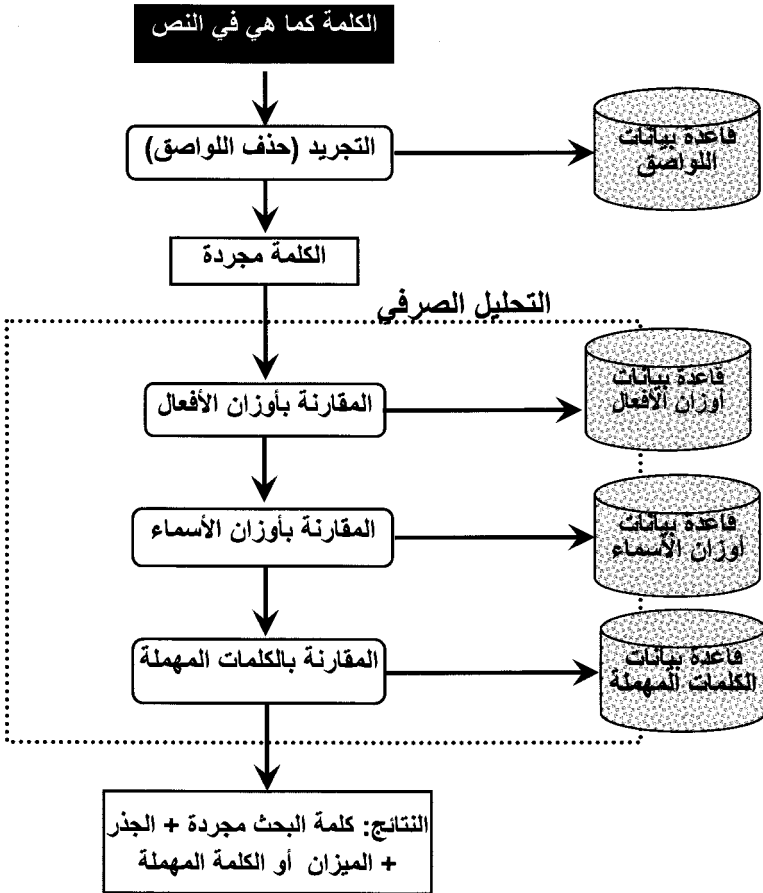 الكلمة كما هي في النص
التجريد (حذف اللواصق)
قاعدة بيانات
اللواصق
الكلمة مجردة
التحليل الصرفي
المقارنة بأوزان الأفعال
قاعدة بيانات
أوزان الأفعال
المقارنة بأوزان الأسماء
قاعدة بيانات
أوزان الأسماء
المقارنة بالكلمات المهملة
قاعدة بيانات
الكلمات المهملة
النتائج: كلمة البحث مجردة + الجذر
+ الميزان أو الكلمة المهملة